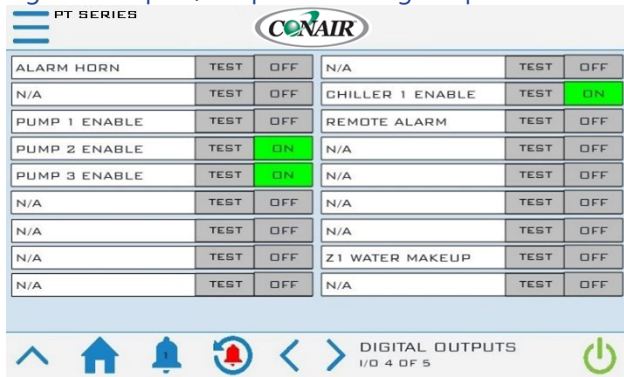 PT SERIES
CONAIR
ALARM HORN TEST OFF N/A TEST OFF
N/A TEST OFF CHILLER 1 ENABLE TEST ON
PUMP 1 ENABLE TEST OFF REMOTE ALARM TEST OFF
PUMP 2 ENABLE TEST ON N/A TEST OFF
PUMP 3 ENABLE TEST ON N/A TEST OFF
N/A TEST OFF N/A TEST OFF
N/A TEST OFF N/A TEST OFF
N/A TEST OFF Z1 WATER MAKEUP TEST OFF
N/A TEST OFF N/A TEST OFF
1
DIGITAL OUTPUTS
I/O 4 OF 5